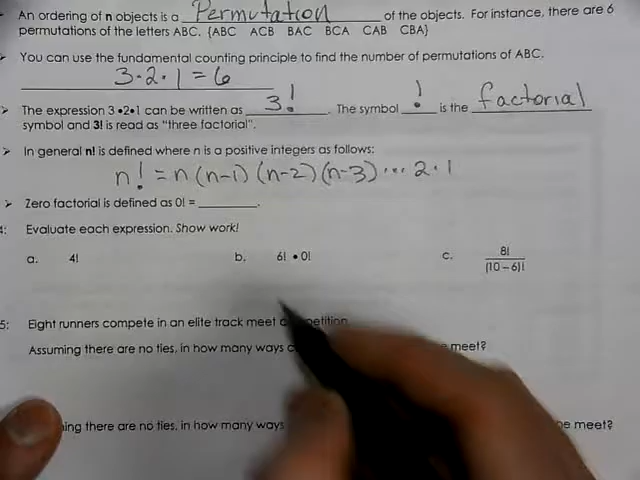 An ordering of n objects is a Permutation of the objects. For instance, there are 6
permutations of the letters ABC. {ABC ACB BAC BCA CAB CBA}
You can use the fundamental counting principle to find the number of permutations of ABC.
3·2·1 = 6
The expression 3•2•1 can be written as 3!. The symbol ! is the factorial
symbol and 3! is read as "three factorial".
In general n! is defined where n is a positive integers as follows:
n! = n(n-1)(n-2)(n-3)···2·1
Zero factorial is defined as 0! = ________.
4: Evaluate each expression. Show work!
a. 4! b. 6! • 0! c. 8!/(10-6)!
5: Eight runners compete in an elite track meet
Assuming there are no ties, in how many ways meet?
ing there are no ties, in how many ways meet?